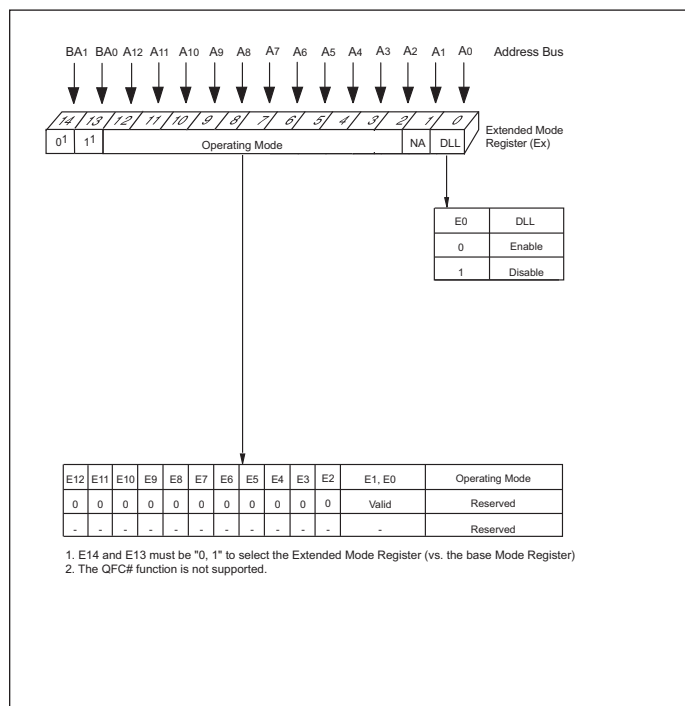 BA1 BA0 A12 A11 A10 A9 A8 A7 A6 A5 A4 A3 A2 A1 A0 Address Bus
14 13 12 11 10 9 8 7 6 5 4 3 2 1 0
Extended Mode
Register (Ex)
0¹ 1¹ Operating Mode NA DLL
E0 DLL
0 Enable
1 Disable
E12 E11 E10 E9 E8 E7 E6 E5 E4 E3 E2 E1, E0 Operating Mode
0 0 0 0 0 0 0 0 0 0 0 Valid Reserved
- - - - - - - - - - - - Reserved
1. E14 and E13 must be "0, 1" to select the Extended Mode Register (vs. the base Mode Register)
2. The QFC# function is not supported.